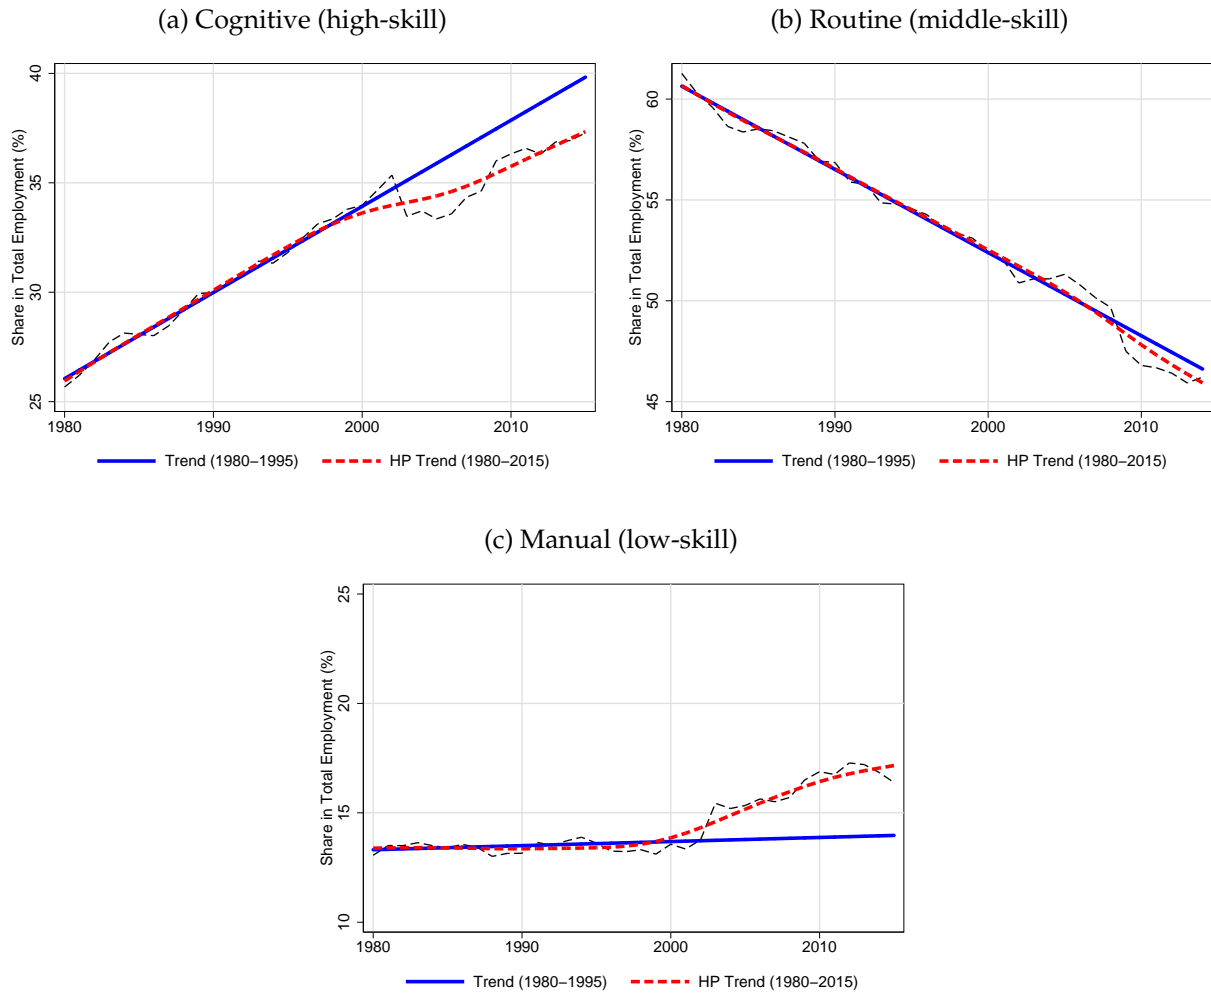 (a) Cognitive (high-skill)
Share in Total Employment (%)
40
35
30
25
1980 1990 2000 2010
Trend (1980−1995) HP Trend (1980−2015)
(b) Routine (middle-skill)
Share in Total Employment (%)
60
55
50
45
1980 1990 2000 2010
Trend (1980−1995) HP Trend (1980−2015)
(c) Manual (low-skill)
Share in Total Employment (%)
25
20
15
10
1980 1990 2000 2010
Trend (1980−1995) HP Trend (1980−2015)